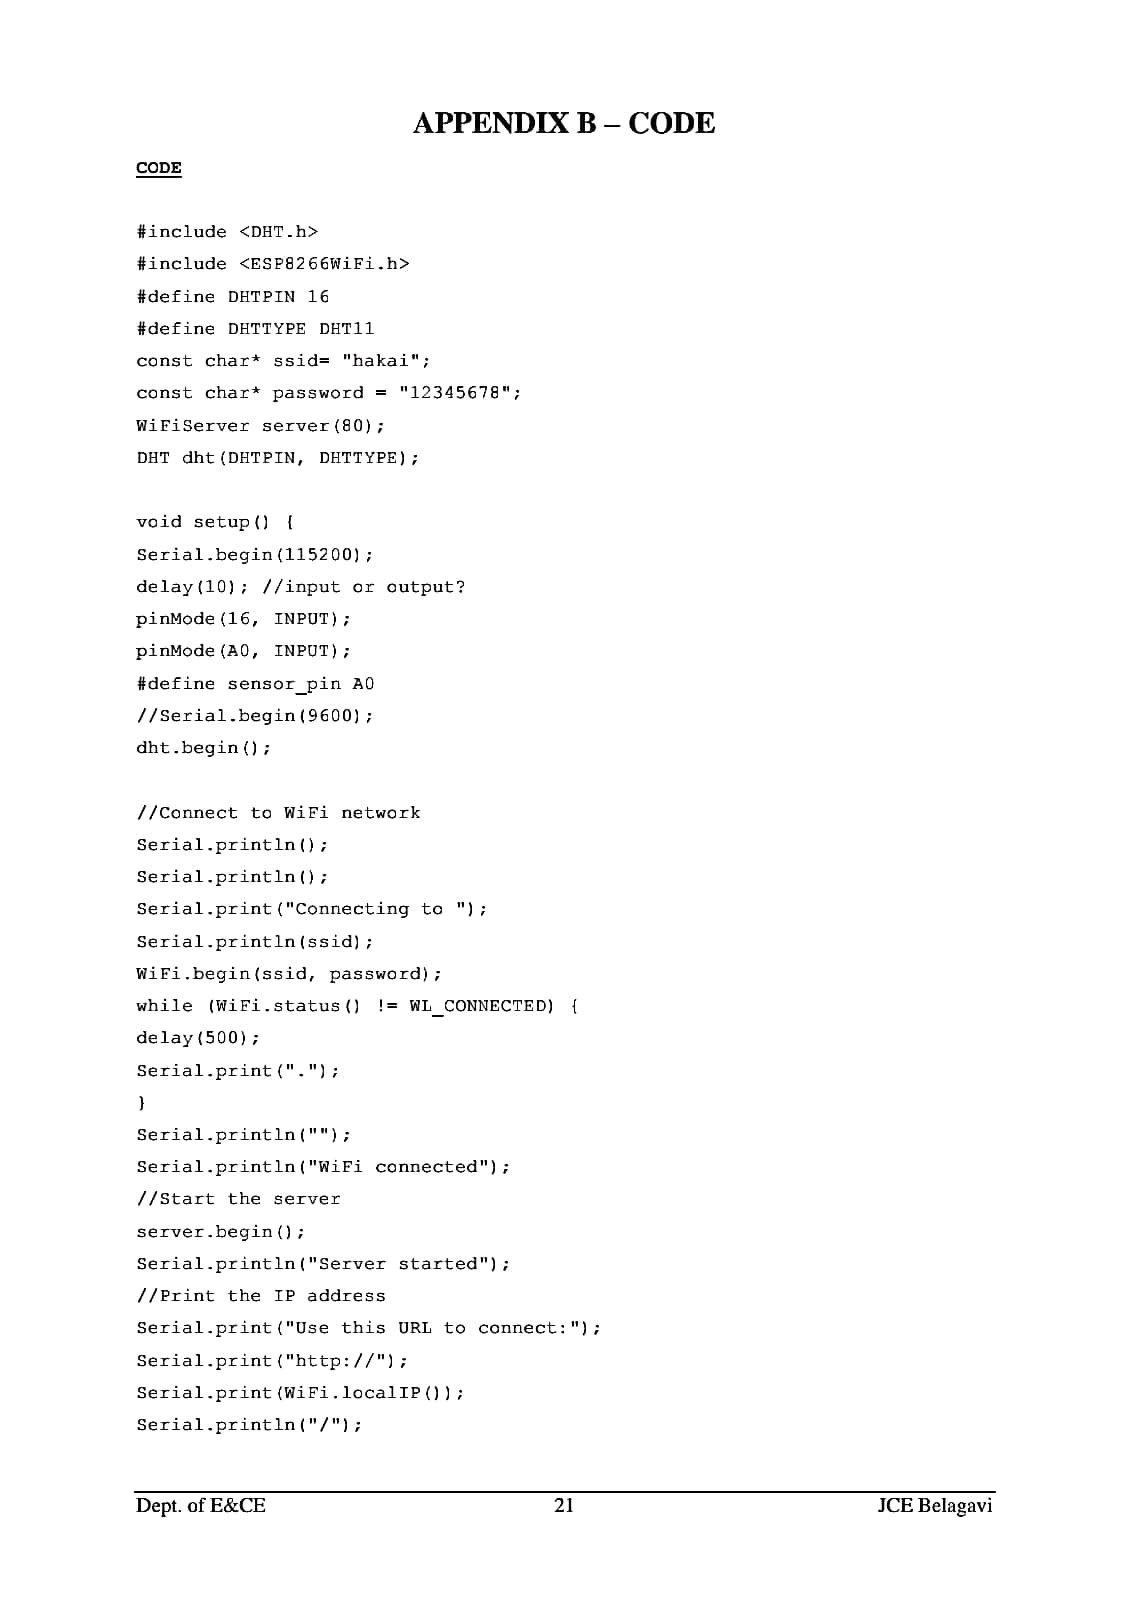 APPENDIX B – CODE
CODE
#include <DHT.h>
#include <ESP8266WiFi.h>
#define DHTPIN 16
#define DHTTYPE DHT11
const char* ssid= "hakai";
const char* password = "12345678";
WiFiServer server(80);
DHT dht(DHTPIN, DHTTYPE);
void setup() {
Serial.begin(115200);
delay(10); //input or output?
pinMode(16, INPUT);
pinMode(A0, INPUT);
#define sensor_pin A0
//Serial.begin(9600);
dht.begin();
//Connect to WiFi network
Serial.println();
Serial.println();
Serial.print("Connecting to ");
Serial.println(ssid);
WiFi.begin(ssid, password);
while (WiFi.status() != WL_CONNECTED) {
delay(500);
Serial.print(".");
}
Serial.println("");
Serial.println("WiFi connected");
//Start the server
server.begin();
Serial.println("Server started");
//Print the IP address
Serial.print("Use this URL to connect:");
Serial.print("http://");
Serial.print(WiFi.localIP());
Serial.println("/");
Dept. of E&CE 21 JCE Belagavi